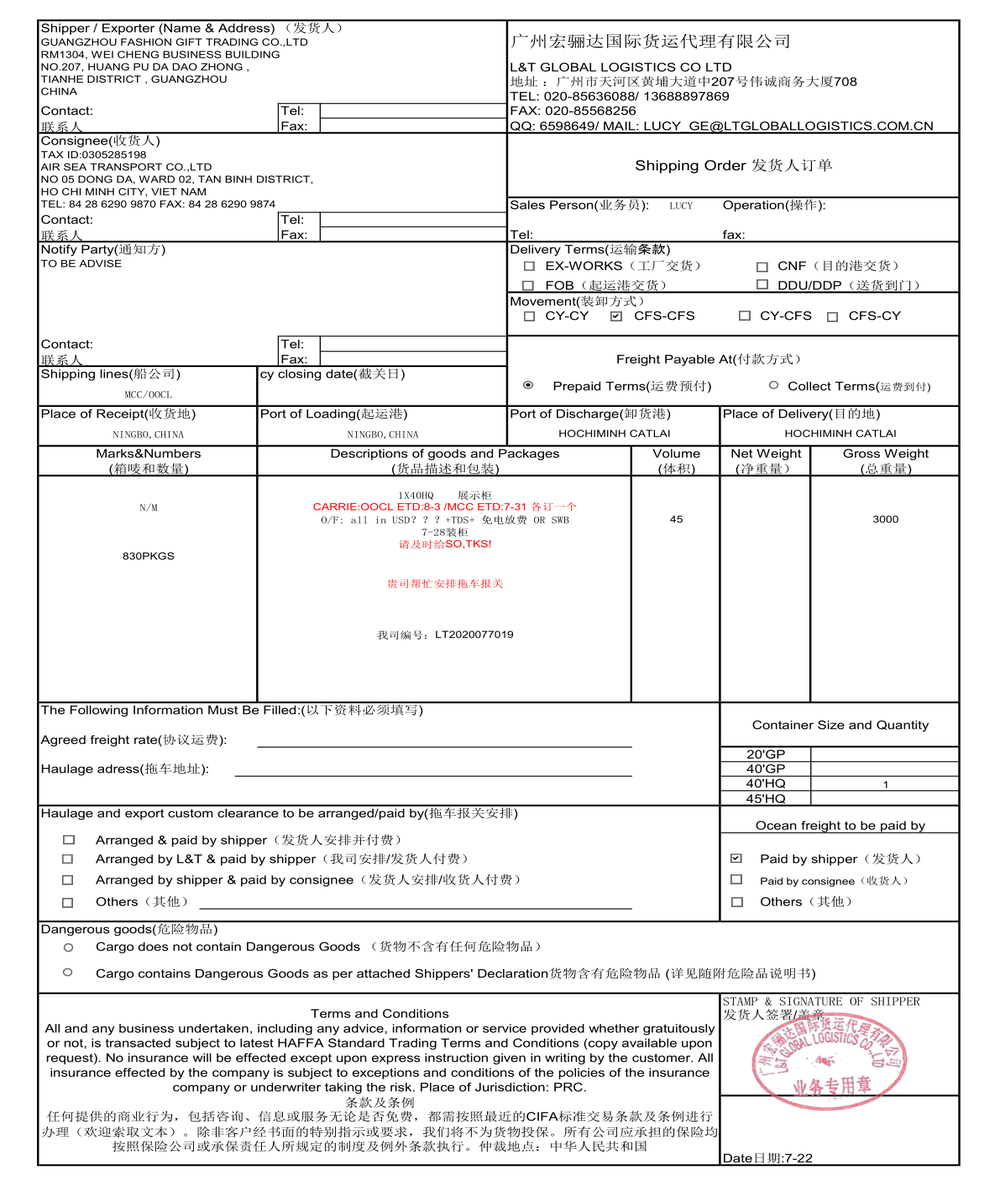 Shipper / Exporter (Name & Address) （发货人）
GUANGZHOU FASHION GIFT TRADING CO.,LTD
RM1304, WEI CHENG BUSINESS BUILDING
NO.207, HUANG PU DA DAO ZHONG ,
TIANHE DISTRICT , GUANGZHOU
CHINA
Contact: Tel:
联系人 Fax:
广州宏骊达国际货运代理有限公司
L&T GLOBAL LOGISTICS CO LTD
地址： 广州市天河区黄埔大道中207号伟诚商务大厦708
TEL: 020-85636088/ 13688897869
FAX: 020-85568256
QQ: 6598649/ MAIL: LUCY_GE@LTGLOBALLOGISTICS.COM.CN
Consignee(收货人)
TAX ID:0305285198
AIR SEA TRANSPORT CO.,LTD
NO 05 DONG DA, WARD 02, TAN BINH DISTRICT,
HO CHI MINH CITY, VIET NAM
TEL: 84 28 6290 9870 FAX: 84 28 6290 9874
Contact: Tel:
联系人 Fax:
Shipping Order 发货人订单
Sales Person(业务员): LUCY Operation(操作):
Tel: fax:
Notify Party(通知方)
TO BE ADVISE
Contact: Tel:
联系人 Fax:
Delivery Terms(运输条款)
EX-WORKS（工厂交货） CNF（目的港交货）
FOB（起运港交货） DDU/DDP（送货到门）
Movement(装卸方式)
CY-CY CFS-CFS CY-CFS CFS-CY
Freight Payable At(付款方式）
Prepaid Terms(运费预付) Collect Terms(运费到付)
Shipping lines(船公司) cy closing date(截关日)
MCC/OOCL
Place of Receipt(收货地) Port of Loading(起运港) Port of Discharge(卸货港) Place of Delivery(目的地)
NINGBO,CHINA NINGBO,CHINA HOCHIMINH CATLAI HOCHIMINH CATLAI
Marks&Numbers Descriptions of goods and Packages Volume Net Weight Gross Weight
(箱唛和数量) (货品描述和包装) (体积) (净重量） (总重量)
1X40HQ 展示柜
N/M CARRIE:OOCL ETD:8-3 /MCC ETD:7-31 各订一个
O/F: all in USD？？？+TDS+ 免电放费 OR SWB 45 3000
7-28装柜
请及时给SO,TKS!
830PKGS
贵司帮忙安排拖车报关
我司编号：LT2020077019
The Following Information Must Be Filled:(以下资料必须填写)
Agreed freight rate(协议运费):
Haulage adress(拖车地址):
Container Size and Quantity
20'GP
40'GP
40'HQ 1
45'HQ
Haulage and export custom clearance to be arranged/paid by(拖车报关安排)
Arranged & paid by shipper（发货人安排并付费）
Arranged by L&T & paid by shipper（我司安排/发货人付费）
Arranged by shipper & paid by consignee（发货人安排/收货人付费）
Others（其他）
Ocean freight to be paid by
Paid by shipper（发货人）
Paid by consignee（收货人）
Others（其他）
Dangerous goods(危险物品)
Cargo does not contain Dangerous Goods （货物不含有任何危险物品）
Cargo contains Dangerous Goods as per attached Shippers' Declaration货物含有危险物品 (详见随附危险品说明书)
Terms and Conditions
All and any business undertaken, including any advice, information or service provided whether gratuitously
or not, is transacted subject to latest HAFFA Standard Trading Terms and Conditions (copy available upon
request). No insurance will be effected except upon express instruction given in writing by the customer. All
insurance effected by the company is subject to exceptions and conditions of the policies of the insurance
company or underwriter taking the risk. Place of Jurisdiction: PRC.
条款及条例
任何提供的商业行为，包括咨询、信息或服务无论是否免费，都需按照最近的CIFA标准交易条款及条例进行
办理（欢迎索取文本）。除非客户经书面的特别指示或要求，我们将不为货物投保。所有公司应承担的保险均
按照保险公司或承保责任人所规定的制度及例外条款执行。仲裁地点：中华人民共和国
STAMP & SIGNATURE OF SHIPPER
发货人签署/盖章
广州宏骊达国际货运代理有限公司
L&T GLOBAL LOGISTICS CO.,LTD
业务专用章
Date日期:7-22